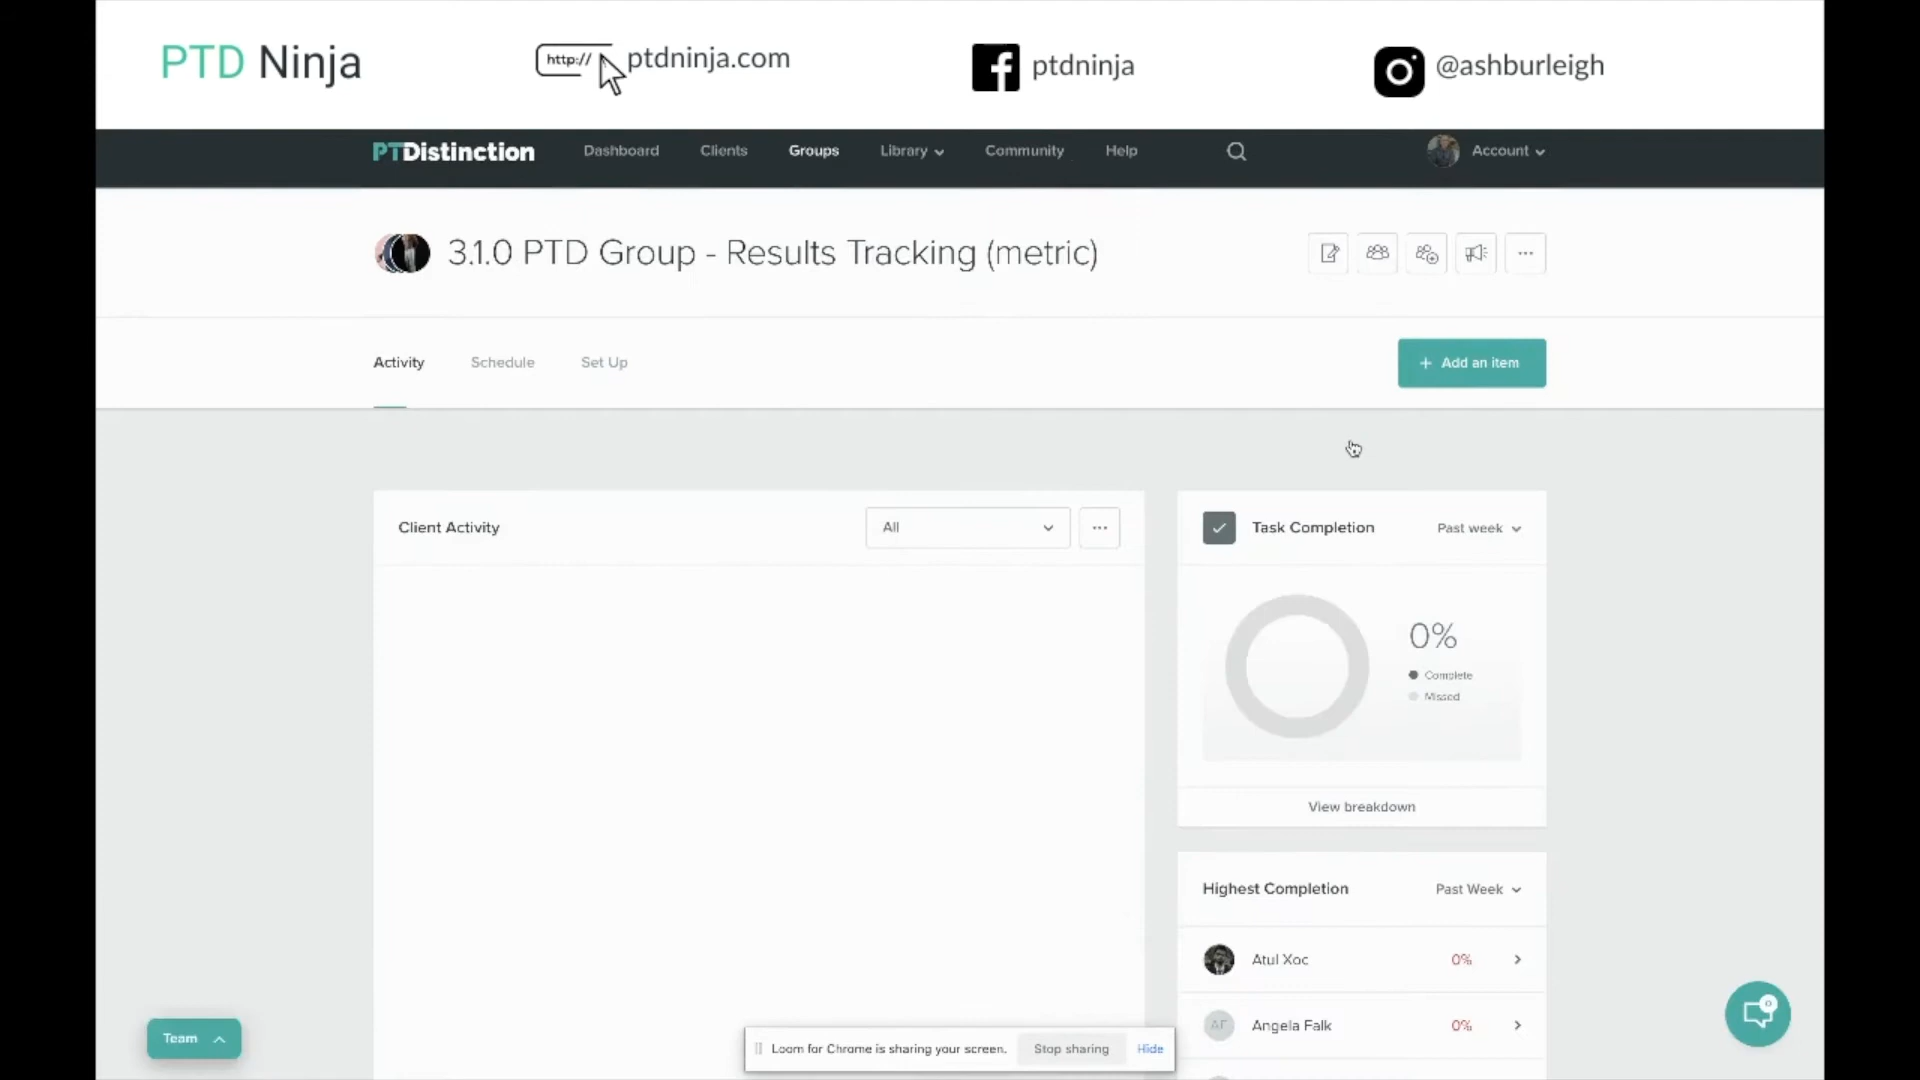 PTD Ninja
http://
ptdninja.com
ptdninja
@ashburleigh
PTDistinction
Dashboard
Clients
Groups
Library
Community
Help
Account
3.1.0 PTD Group - Results Tracking (metric)
Activity
Schedule
Set Up
+ Add an item
Client Activity
All
Task Completion
Past week
0%
Complete
Missed
View breakdown
Highest Completion
Past Week
Atul Xoc
0%
AF
Angela Falk
0%
Team
0
Loom for Chrome is sharing your screen.
Stop sharing
Hide